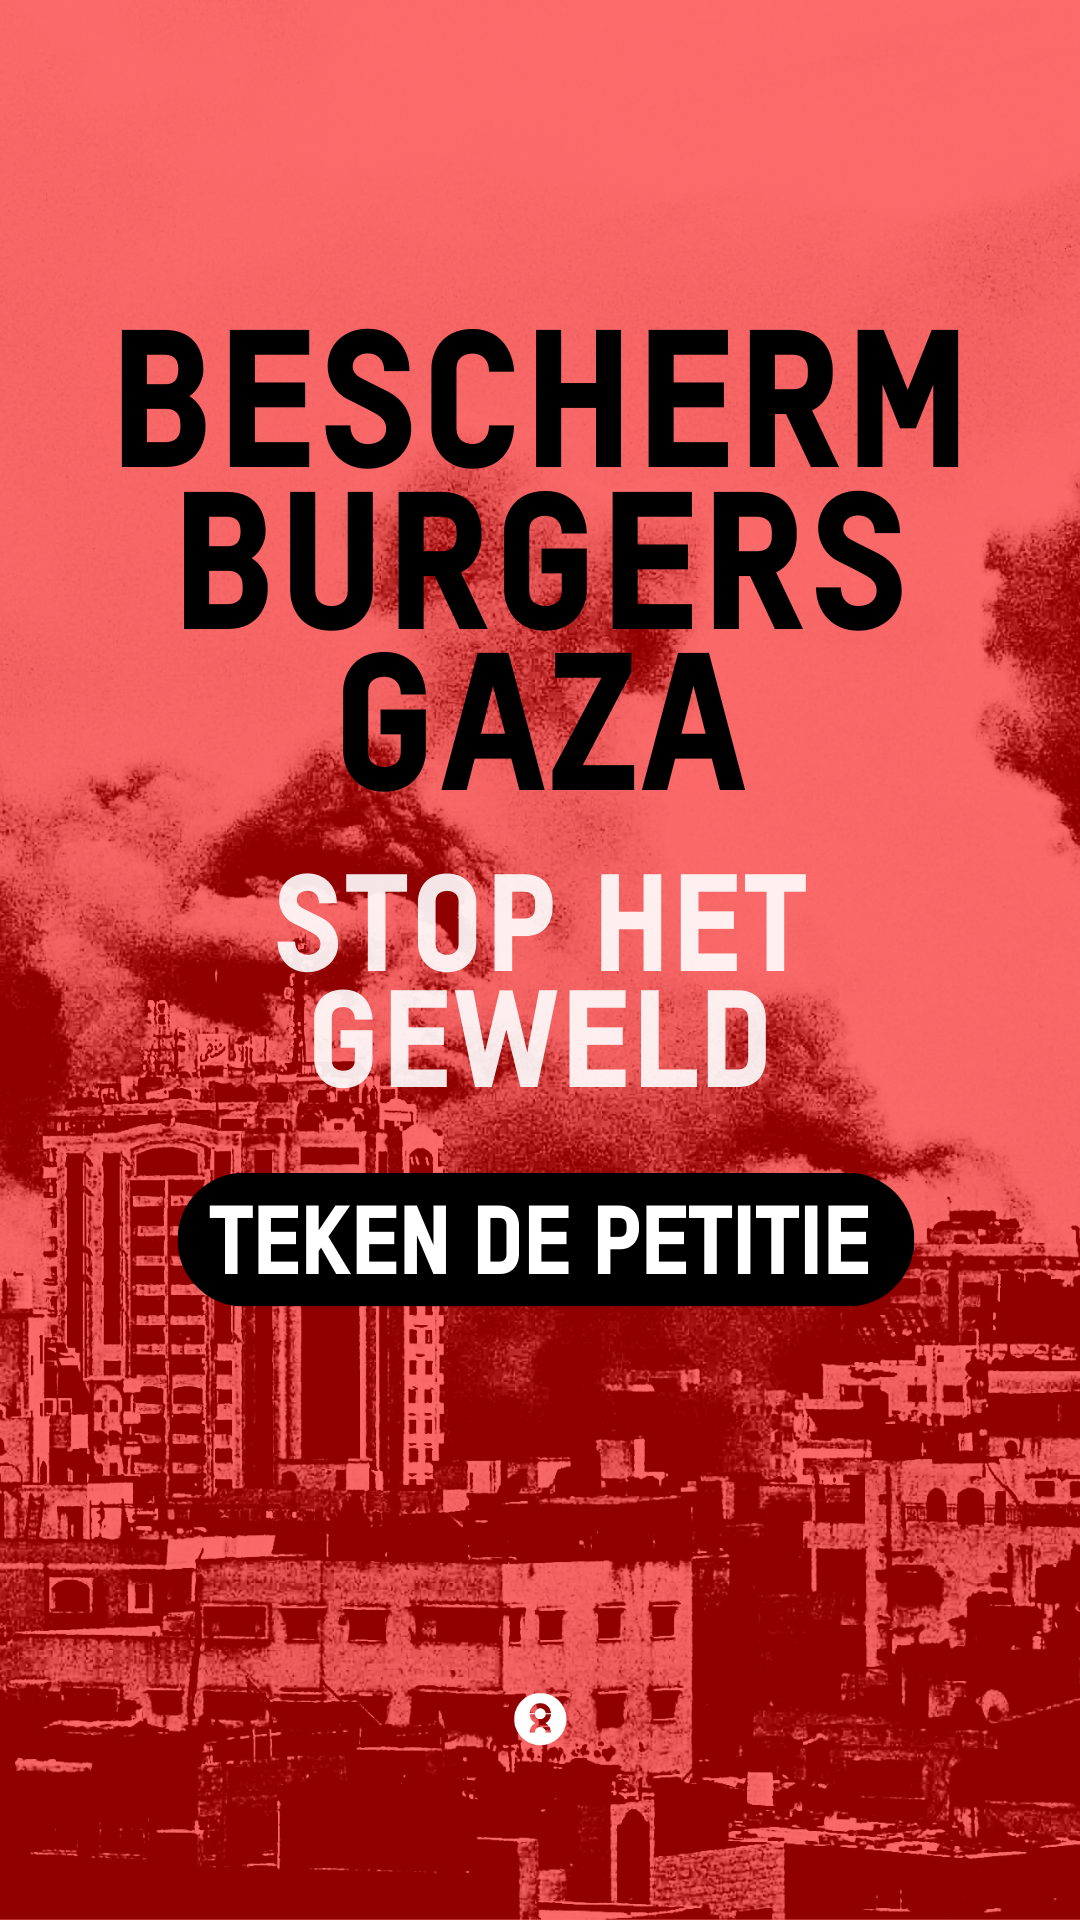 BESCHERM
BURGERS
GAZA
STOP HET
GEWELD
TEKEN DE PETITIE